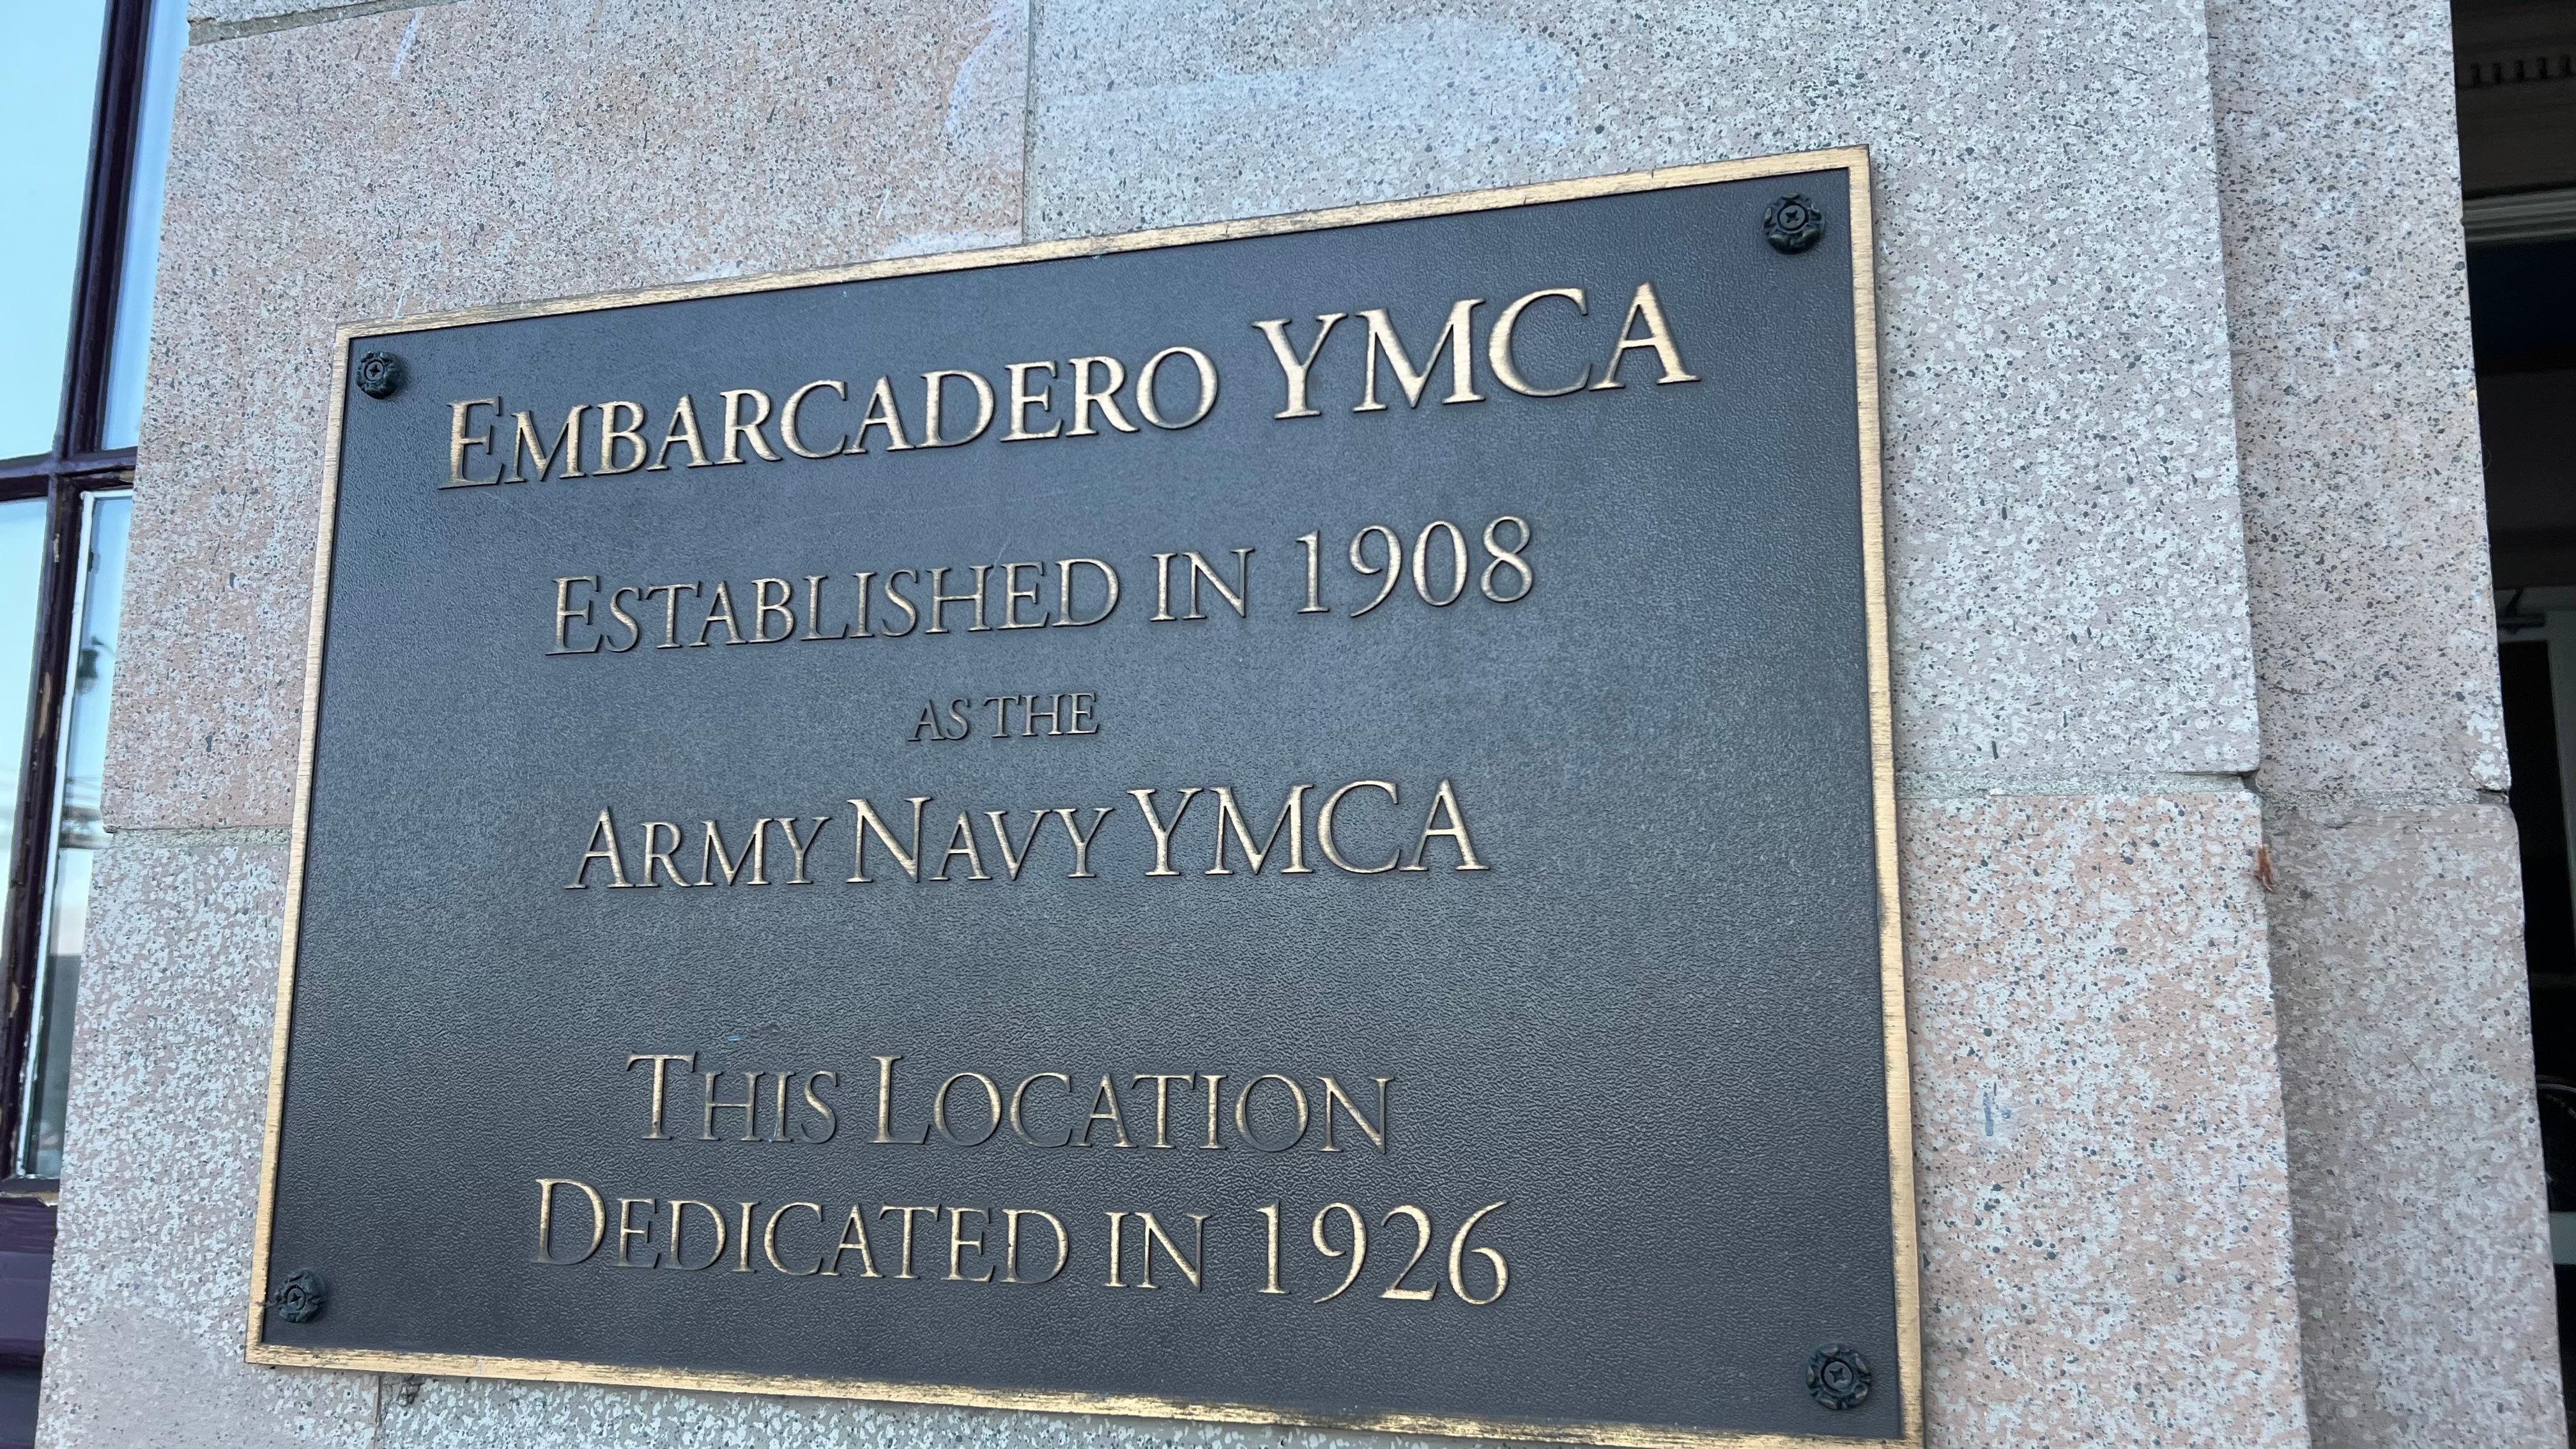 EMBARCADERO YMCA
ESTABLISHED IN 1908
AS THE
ARMY NAVY YMCA
THIS LOCATION
DEDICATED IN 1926